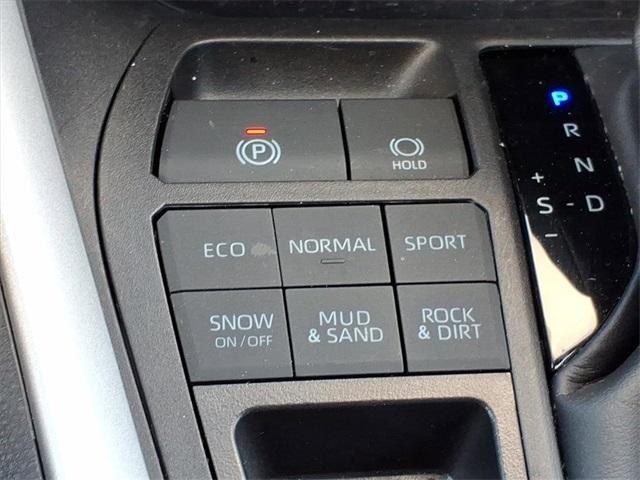 P
HOLD
ECO NORMAL SPORT
SNOW
ON/OFF
MUD
& SAND
ROCK
& DIRT
P
R
N
+
S - D
−